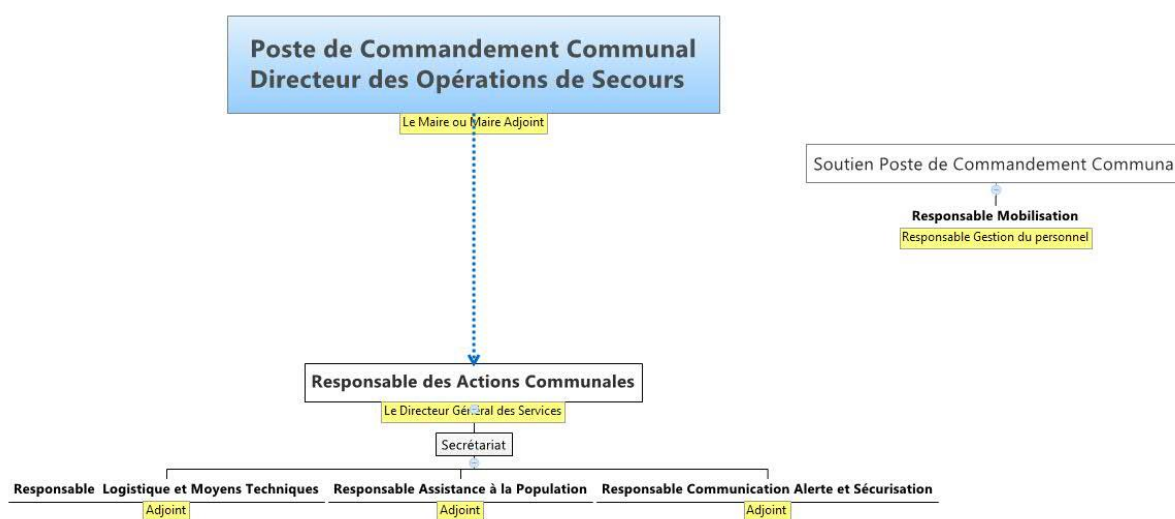 Poste de Commandement Communal
Directeur des Opérations de Secours
Le Maire ou Maire Adjoint
Soutien Poste de Commandement Communa
Responsable Mobilisation
Responsable Gestion du personnel
Responsable des Actions Communales
Le Directeur Général des Services
Secrétariat
Responsable Logistique et Moyens Techniques
Responsable Assistance à la Population
Responsable Communication Alerte et Sécurisation
Adjoint
Adjoint
Adjoint